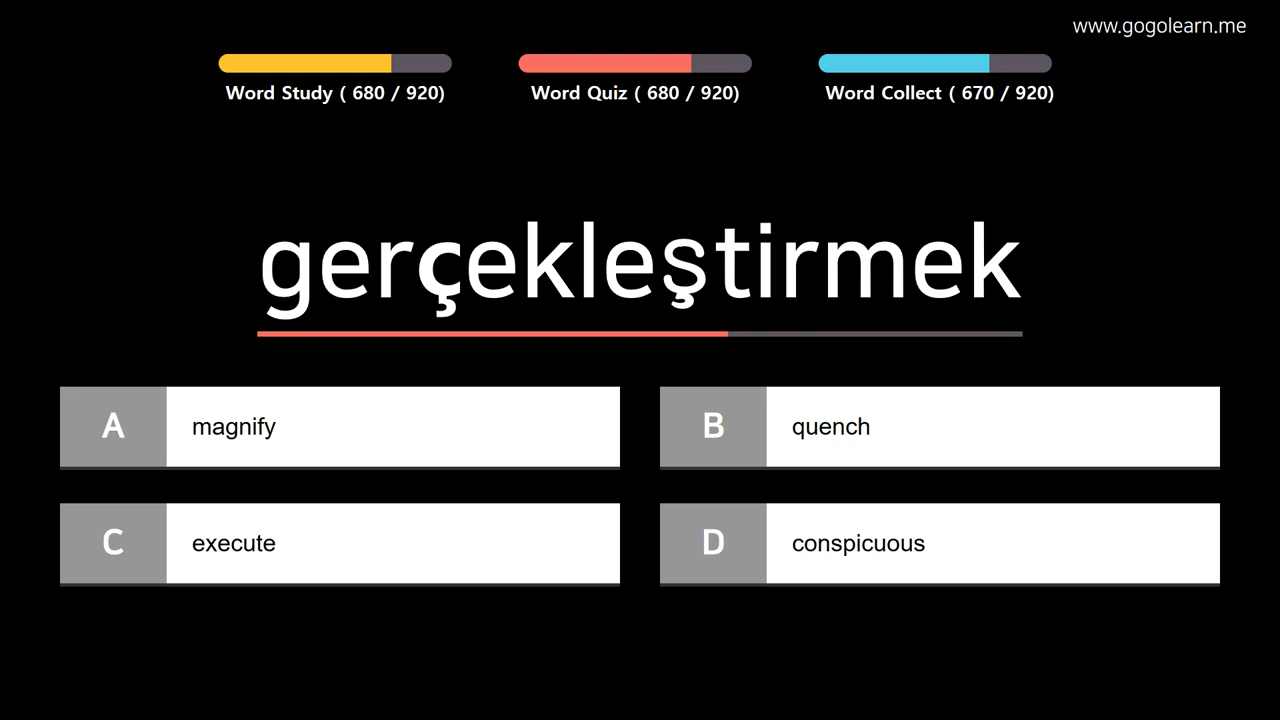 www.gogolearn.me
Word Study ( 680 / 920)
Word Quiz ( 680 / 920)
Word Collect ( 670 / 920)
gerçekleştirmek
A magnify
B quench
C execute
D conspicuous